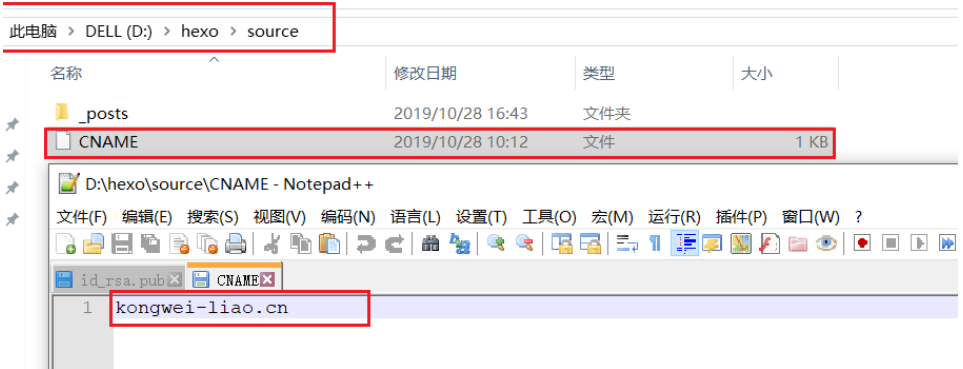 此电脑 > DELL (D:) > hexo > source
名称 修改日期 类型 大小
_posts 2019/10/28 16:43 文件夹
CNAME 2019/10/28 10:12 文件 1 KB
D:\hexo\source\CNAME - Notepad++
文件(F) 编辑(E) 搜索(S) 视图(V) 编码(N) 语言(L) 设置(T) 工具(O) 宏(M) 运行(R) 插件(P) 窗口(W) ?
id_rsa.pub CNAME
1 kongwei-liao.cn